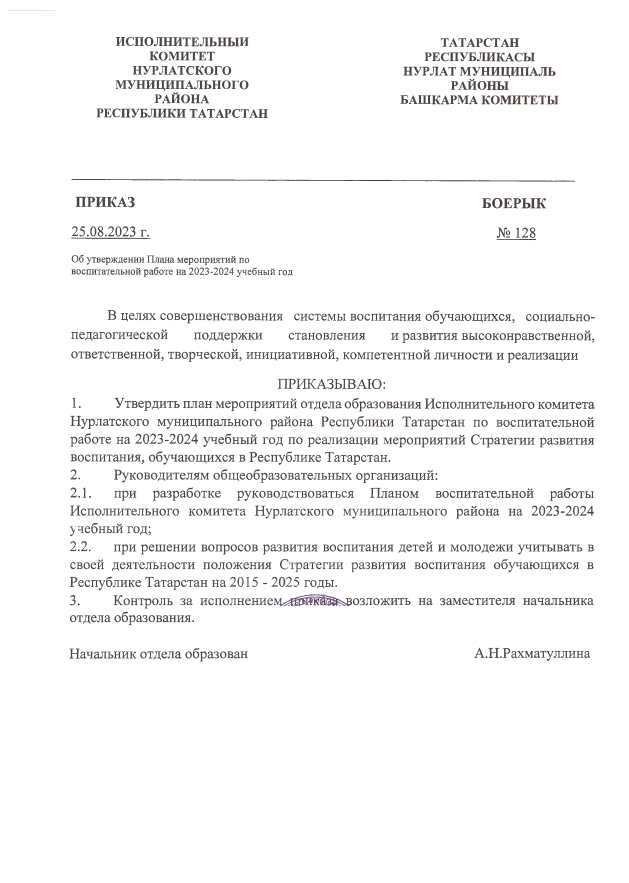 ИСПОЛНИТЕЛЬНЫЙ
КОМИТЕТ
НУРЛАТСКОГО
МУНИЦИПАЛЬНОГО
РАЙОНА
РЕСПУБЛИКИ ТАТАРСТАН
ТАТАРСТАН
РЕСПУБЛИКАСЫ
НУРЛАТ МУНИЦИПАЛЬ
РАЙОНЫ
БАШКАРМА КОМИТЕТЫ
ПРИКАЗ
БОЕРЫК
25.08.2023 г.
№ 128
Об утверждении Плана мероприятий по
воспитательной работе на 2023-2024 учебный год
В целях совершенствования системы воспитания обучающихся, социально-
педагогической поддержки становления и развития высоконравственной,
ответственной, творческой, инициативной, компетентной личности и реализации
ПРИКАЗЫВАЮ:
1. Утвердить план мероприятий отдела образования Исполнительного комитета
Нурлатского муниципального района Республики Татарстан по воспитательной
работе на 2023-2024 учебный год по реализации мероприятий Стратегии развития
воспитания, обучающихся в Республике Татарстан.
2. Руководителям общеобразовательных организаций:
2.1. при разработке руководствоваться Планом воспитательной работы
Исполнительного комитета Нурлатского муниципального района на 2023-2024
учебный год;
2.2. при решении вопросов развития воспитания детей и молодежи учитывать в
своей деятельности положения Стратегии развития воспитания обучающихся в
Республике Татарстан на 2015 - 2025 годы.
3. Контроль за исполнением приказа возложить на заместителя начальника
отдела образования.
Начальник отдела образован
А.Н.Рахматуллина